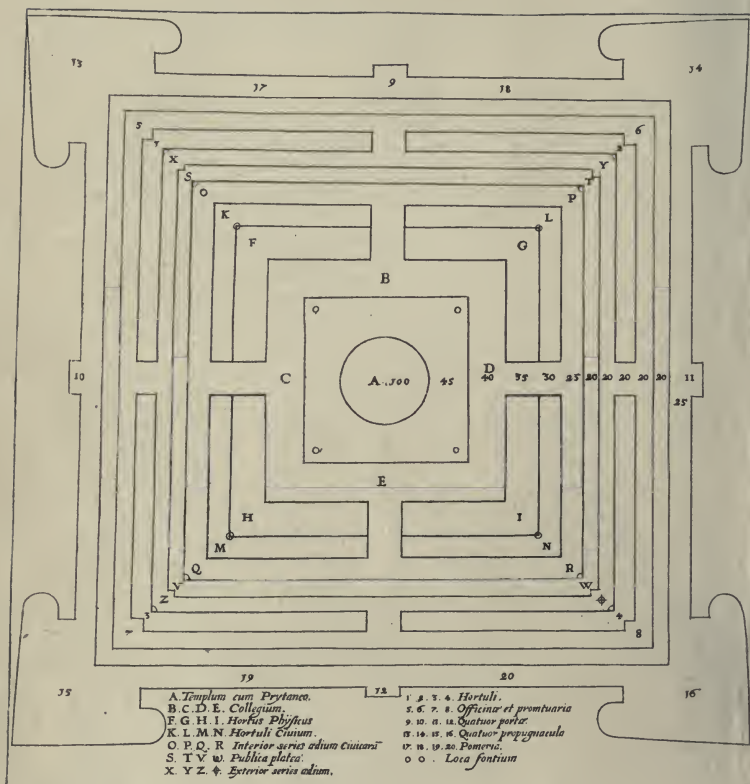 13 17 9 18 14
5 6
X Y
S T
O P
K L
F G
B
10 C A.,300 45 D 40 35 30 25 20 20 20 20 20 11
25
E
H I
M N
Q R
V W
Z
3 4
7 8
19 20
15 12 16
A. Templum cum Prytaneo.
B. C. D. E. Collegium.
F. G. H. I. Hortus Physicus
K. L. M. N. Hortuli Civium.
O. P. Q. R Interior series ædium Civicarū
S. T V W. Publica platea.
X. Y Z. ⌖. Exterior series ædium.
1. 2. 3. 4. Hortuli.
5. 6. 7. 8. Officinæ et promtuaria
9. 10. 11. 12. Quatuor portæ.
13. 14. 15. 16. Quatuor propugnacula
17. 18. 19. 20. Pomeria.
O O. Loca fontium